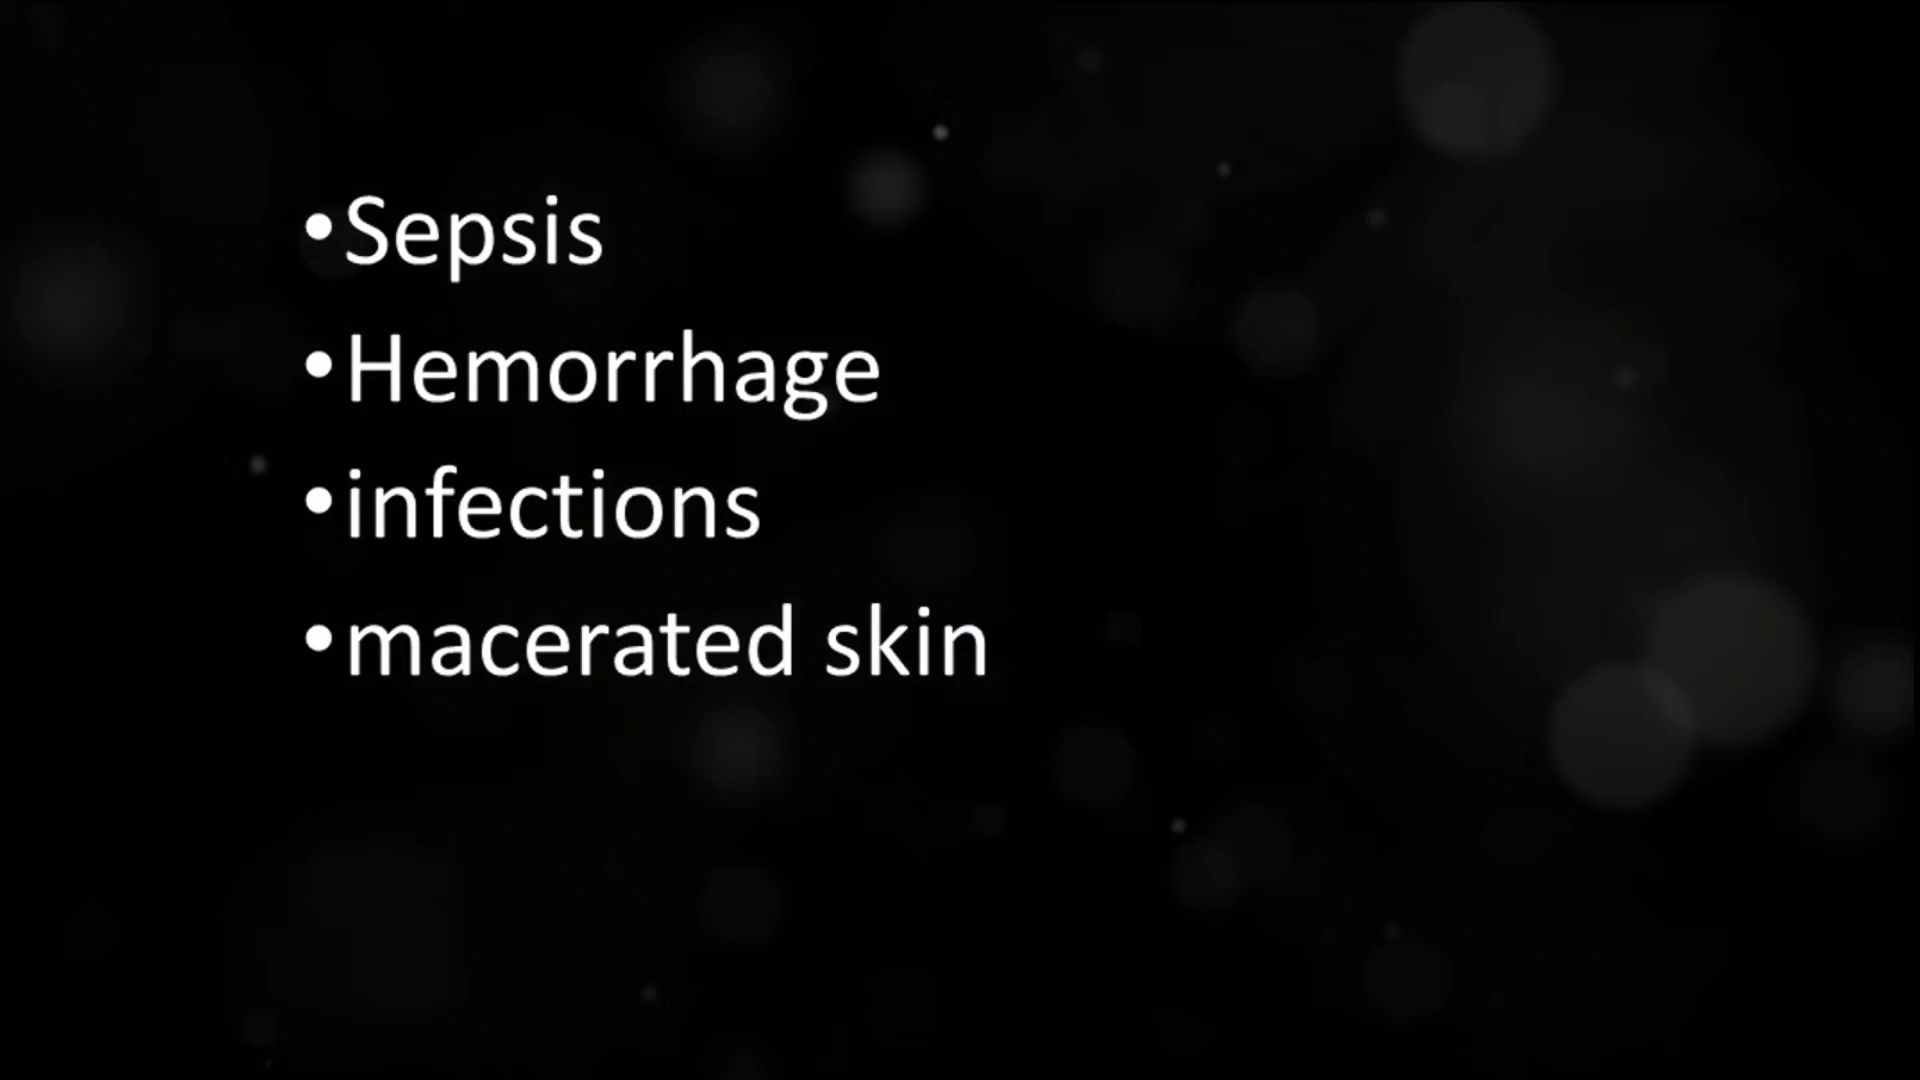 •Sepsis
•Hemorrhage
•infections
•macerated skin